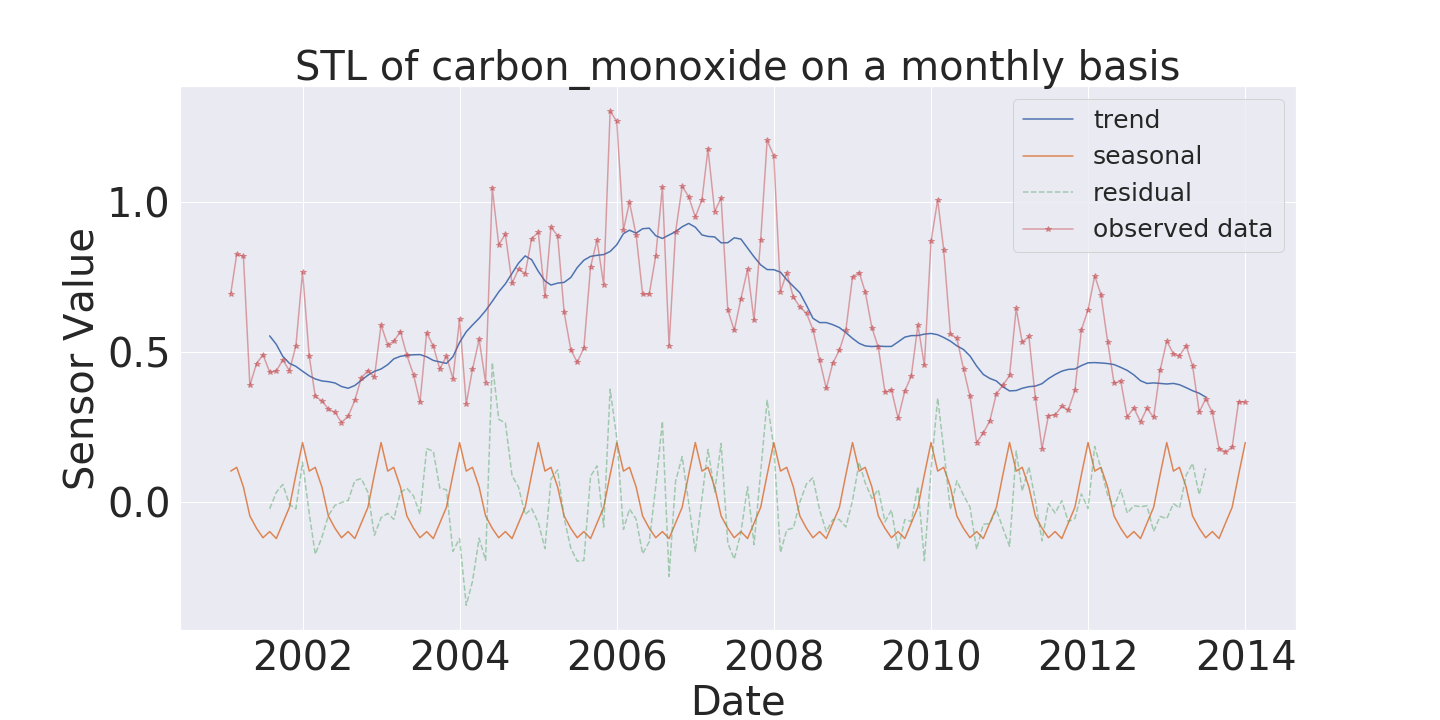 STL of carbon_monoxide on a monthly basis
trend
seasonal
residual
observed data
Sensor Value
1.0
0.5
0.0
2002 2004 2006 2008 2010 2012 2014
Date